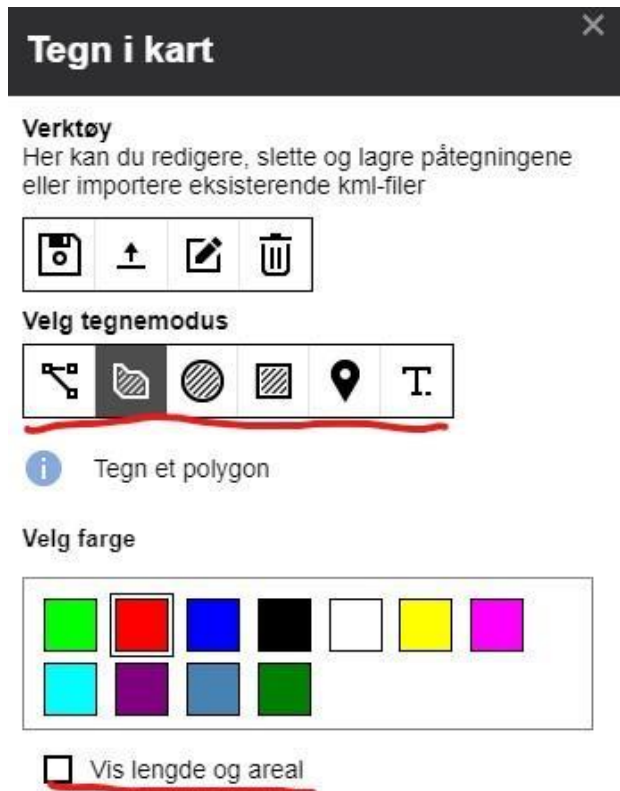 Tegn i kart
Verktøy
Her kan du redigere, slette og lagre påtegningene
eller importere eksisterende kml-filer
Velg tegnemodus
T.
Tegn et polygon
Velg farge
Vis lengde og areal